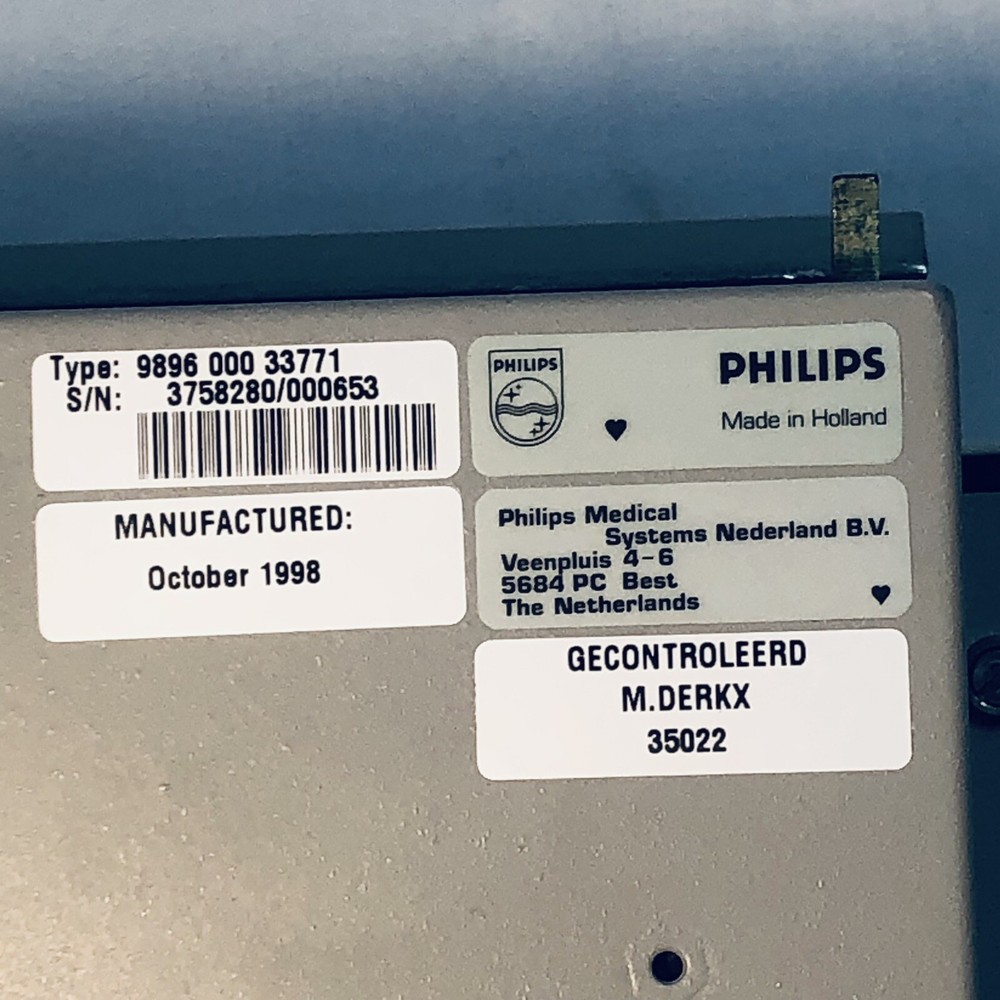 Type: 9896 000 33771
S/N: 3758280/000653
MANUFACTURED:
October 1998
PHILIPS
PHILIPS
Made in Holland
Philips Medical
Systems Nederland B.V.
Veenpluis 4-6
5684 PC Best
The Netherlands
GECONTROLEERD
M.DERKX
35022